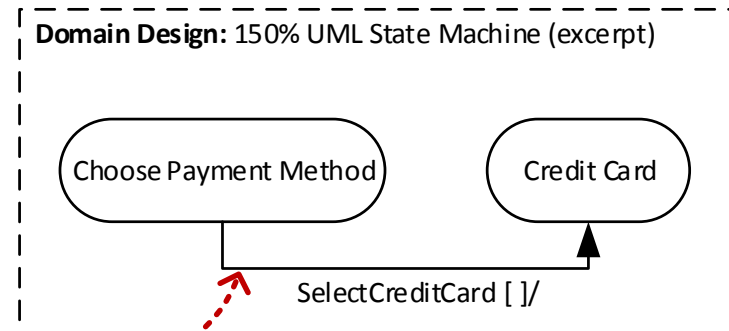 Domain Design: 150% UML State Machine (excerpt)
Choose Payment Method
Credit Card
SelectCreditCard [ ]/